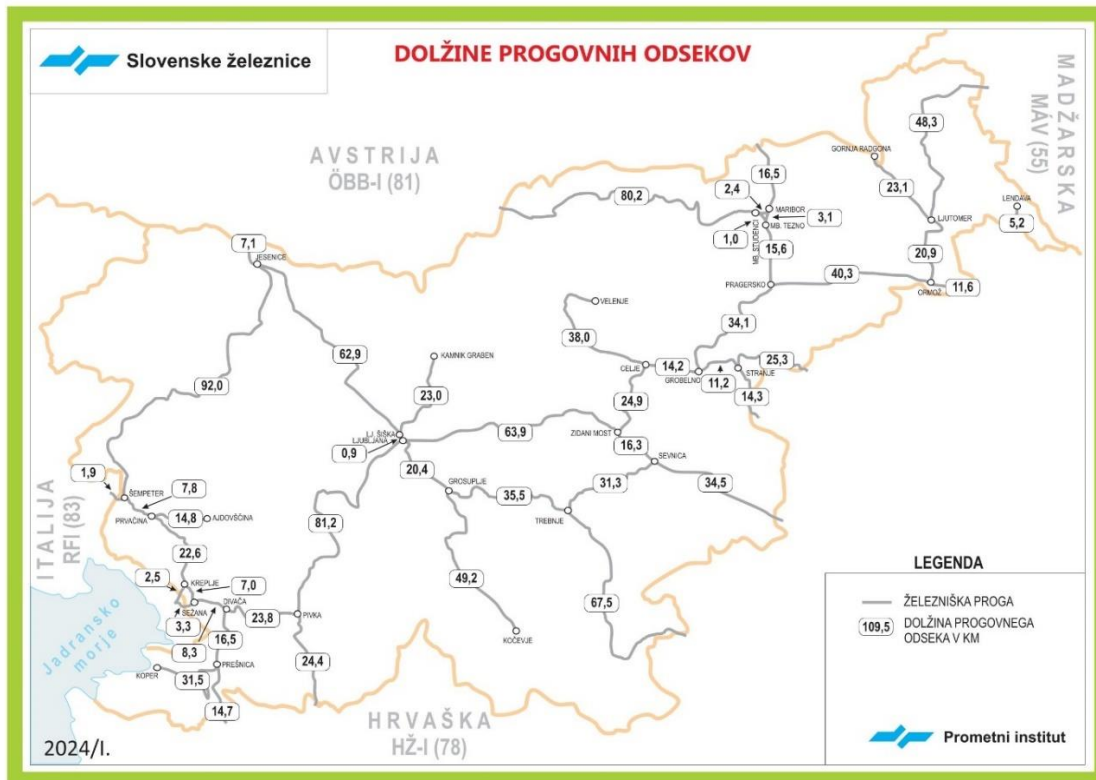 Slovenske železnice
DOLŽINE PROGOVNIH ODSEKOV
MADŽARSKA
MÁV (55)
AVSTRIJA
ÖBB-I (81)
48,3
GORNJA RADGONA
16,5
23,1
2,4
80,2
LENDAVA
5,2
MARIBOR
3,1
LJUTOMER
MB. TEZNO
1,0
MB. ŠTUDENCI
7,1
JESENICE
15,6
20,9
40,3
PRAGERSKO
ORMOŽ
11,6
VELENJE
34,1
38,0
62,9
KAMNIK GRABEN
25,3
CELJE
14,2
GROBELNO
STRANJE
11,2
92,0
23,0
24,9
14,3
LJ. ŠIŠKA
LJUBLJANA
63,9
ZIDANI MOST
0,9
16,3
SEVNICA
20,4
1,9
7,8
GROSUPLJE
31,3
ŠEMPETER
35,5
34,5
PRVAČINA
14,8
AJDOVŠČINA
81,2
TREBNJE
ITALIJA
RFI (83)
22,6
2,5
KREPLJE
7,0
49,2
SEŽANA
DIVAČA
3,3
23,8
PIVKA
67,5
Jadransko
morje
16,5
8,3
KOČEVJE
24,4
PREŠNICA
KOPER
31,5
14,7
HRVAŠKA
HŽ-I (78)
2024/I.
LEGENDA
ŽELEZNIŠKA PROGA
109,5
DOLŽINA PROGOVNEGA
ODSEKA V KM
Prometni institut